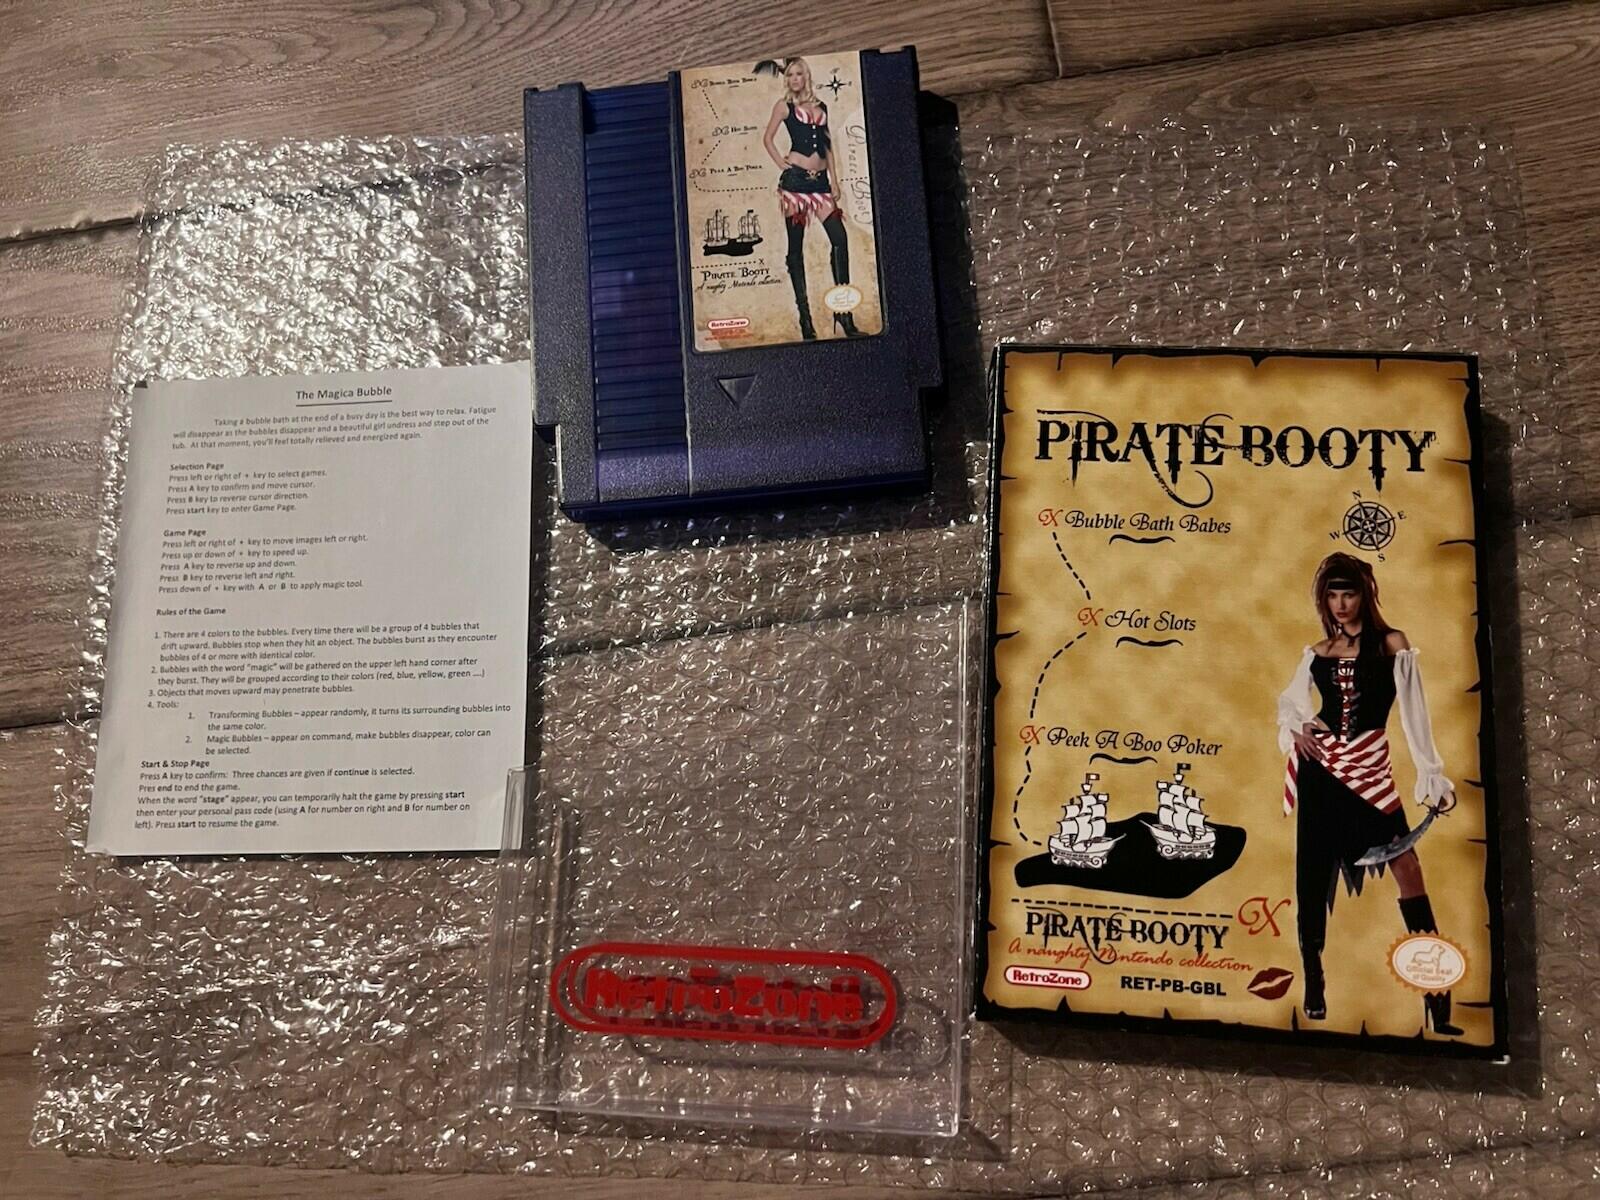 The Magica Bubble
Taking a bubble bath at the end of a busy day is the best way to relax. Fatigue
will disappear as the bubbles disappear and a beautiful girl undress and step out of the
tub. At that moment, you'll feel totally relieved and energized again.
Selection Page
Press left or right of + key to select games.
Press A key to confirm and move cursor.
Press B key to reverse cursor direction.
Press start key to enter Game Page.
Game Page
Press left or right of + key to move images left or right.
Press up or down of + key to speed up.
Press A key to reverse up and down.
Press B key to reverse left and right.
Press down of + key with A or B to apply magic tool.
Rules of the Game
1. There are 4 colors to the bubbles. Every time there will be a group of 4 bubbles that
drift upward. Bubbles stop when they hit an object. The bubbles burst as they encounter
bubbles of 4 or more with identical color.
2. Bubbles with the word "magic" will be gathered on the upper left hand corner after
they burst. They will be grouped according to their colors (red, blue, yellow, green ....)
3. Objects that moves upward may penetrate bubbles.
4. Tools:
1. Transforming Bubbles – appear randomly, it turns its surrounding bubbles into
the same color.
2. Magic Bubbles – appear on command, make bubbles disappear, color can
be selected.
Start & Stop Page
Press A key to confirm: Three chances are given if continue is selected.
Pres end to end the game.
When the word "stage" appear, you can temporarily halt the game by pressing start
then enter your personal pass code (using A for number on right and B for number on
left). Press start to resume the game.
Bubble Bath Babes
Hot Slots
Peek A Boo Poker
Pirate Booty
X
PIRATE BOOTY
A naughty Nintendo collection
RetroZone
RetroZone
PIRATE BOOTY
X Bubble Bath Babes
N
E
W
S
X Hot Slots
X Peek A Boo Poker
PIRATE BOOTY X
A naughty Nintendo collection
RetroZone
RET-PB-GBL
Official Seal
of Quality